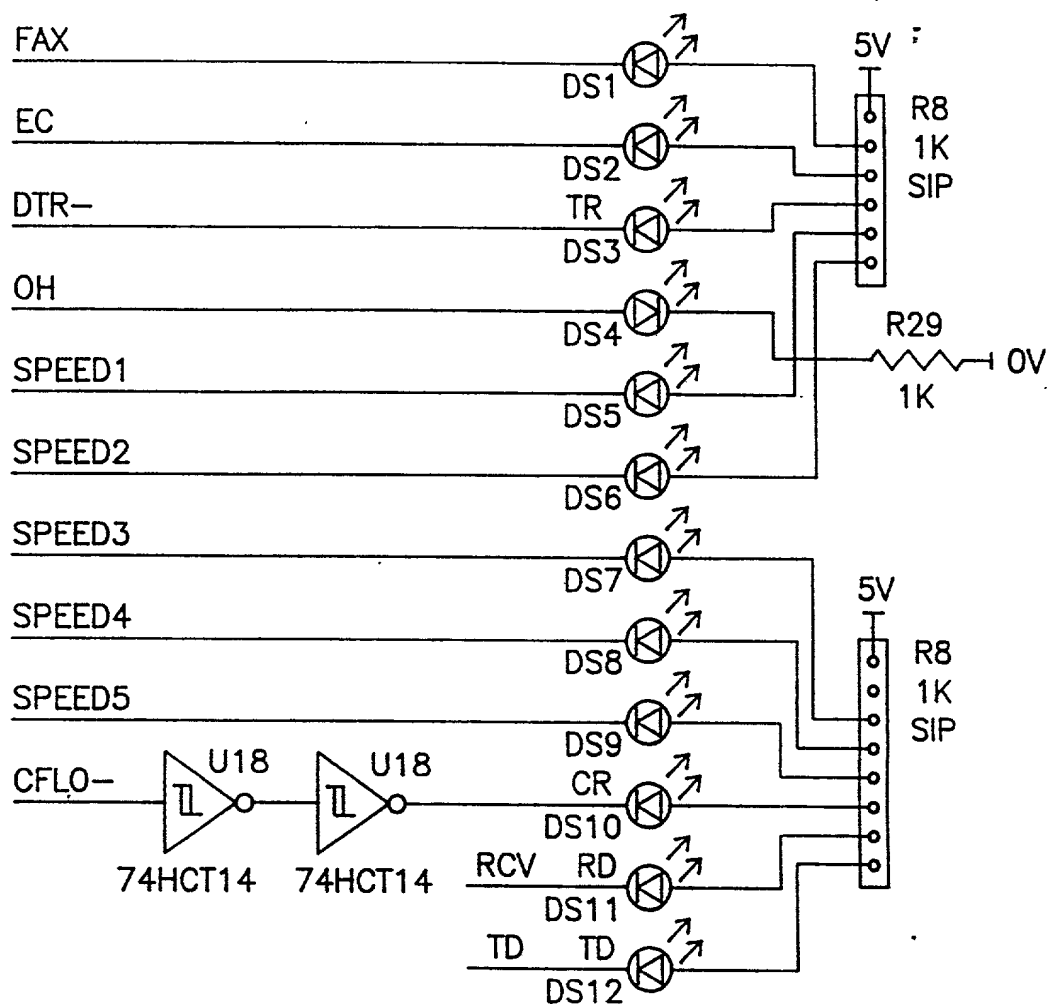 FAX
DS1
5V
R8
1K
SIP
EC
DS2
DTR-
TR
DS3
OH
DS4
R29
0V
1K
SPEED1
DS5
SPEED2
DS6
SPEED3
DS7
5V
R8
1K
SIP
SPEED4
DS8
SPEED5
DS9
CFLO-
U18
U18
74HCT14
74HCT14
CR
DS10
RCV
RD
DS11
TD
TD
DS12